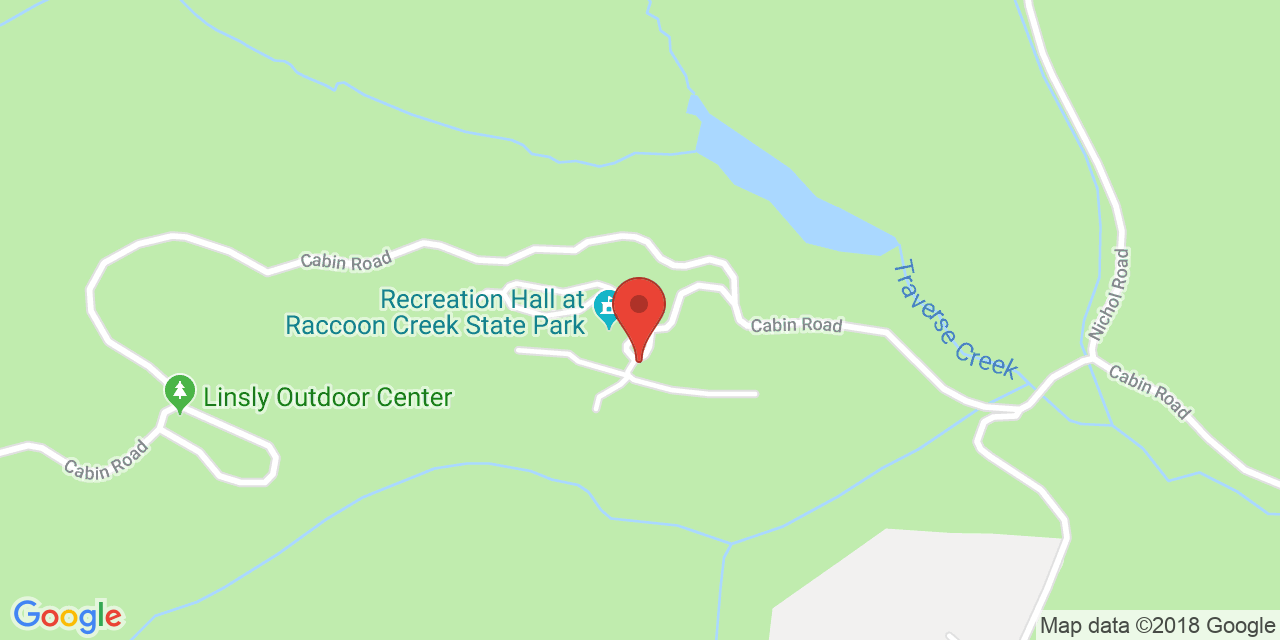 Cabin Road
Nichol Road
Traverse Creek
Recreation Hall at
Raccoon Creek State Park
Cabin Road
Cabin Road
Linsly Outdoor Center
Cabin Road
Google
Map data ©2018 Google